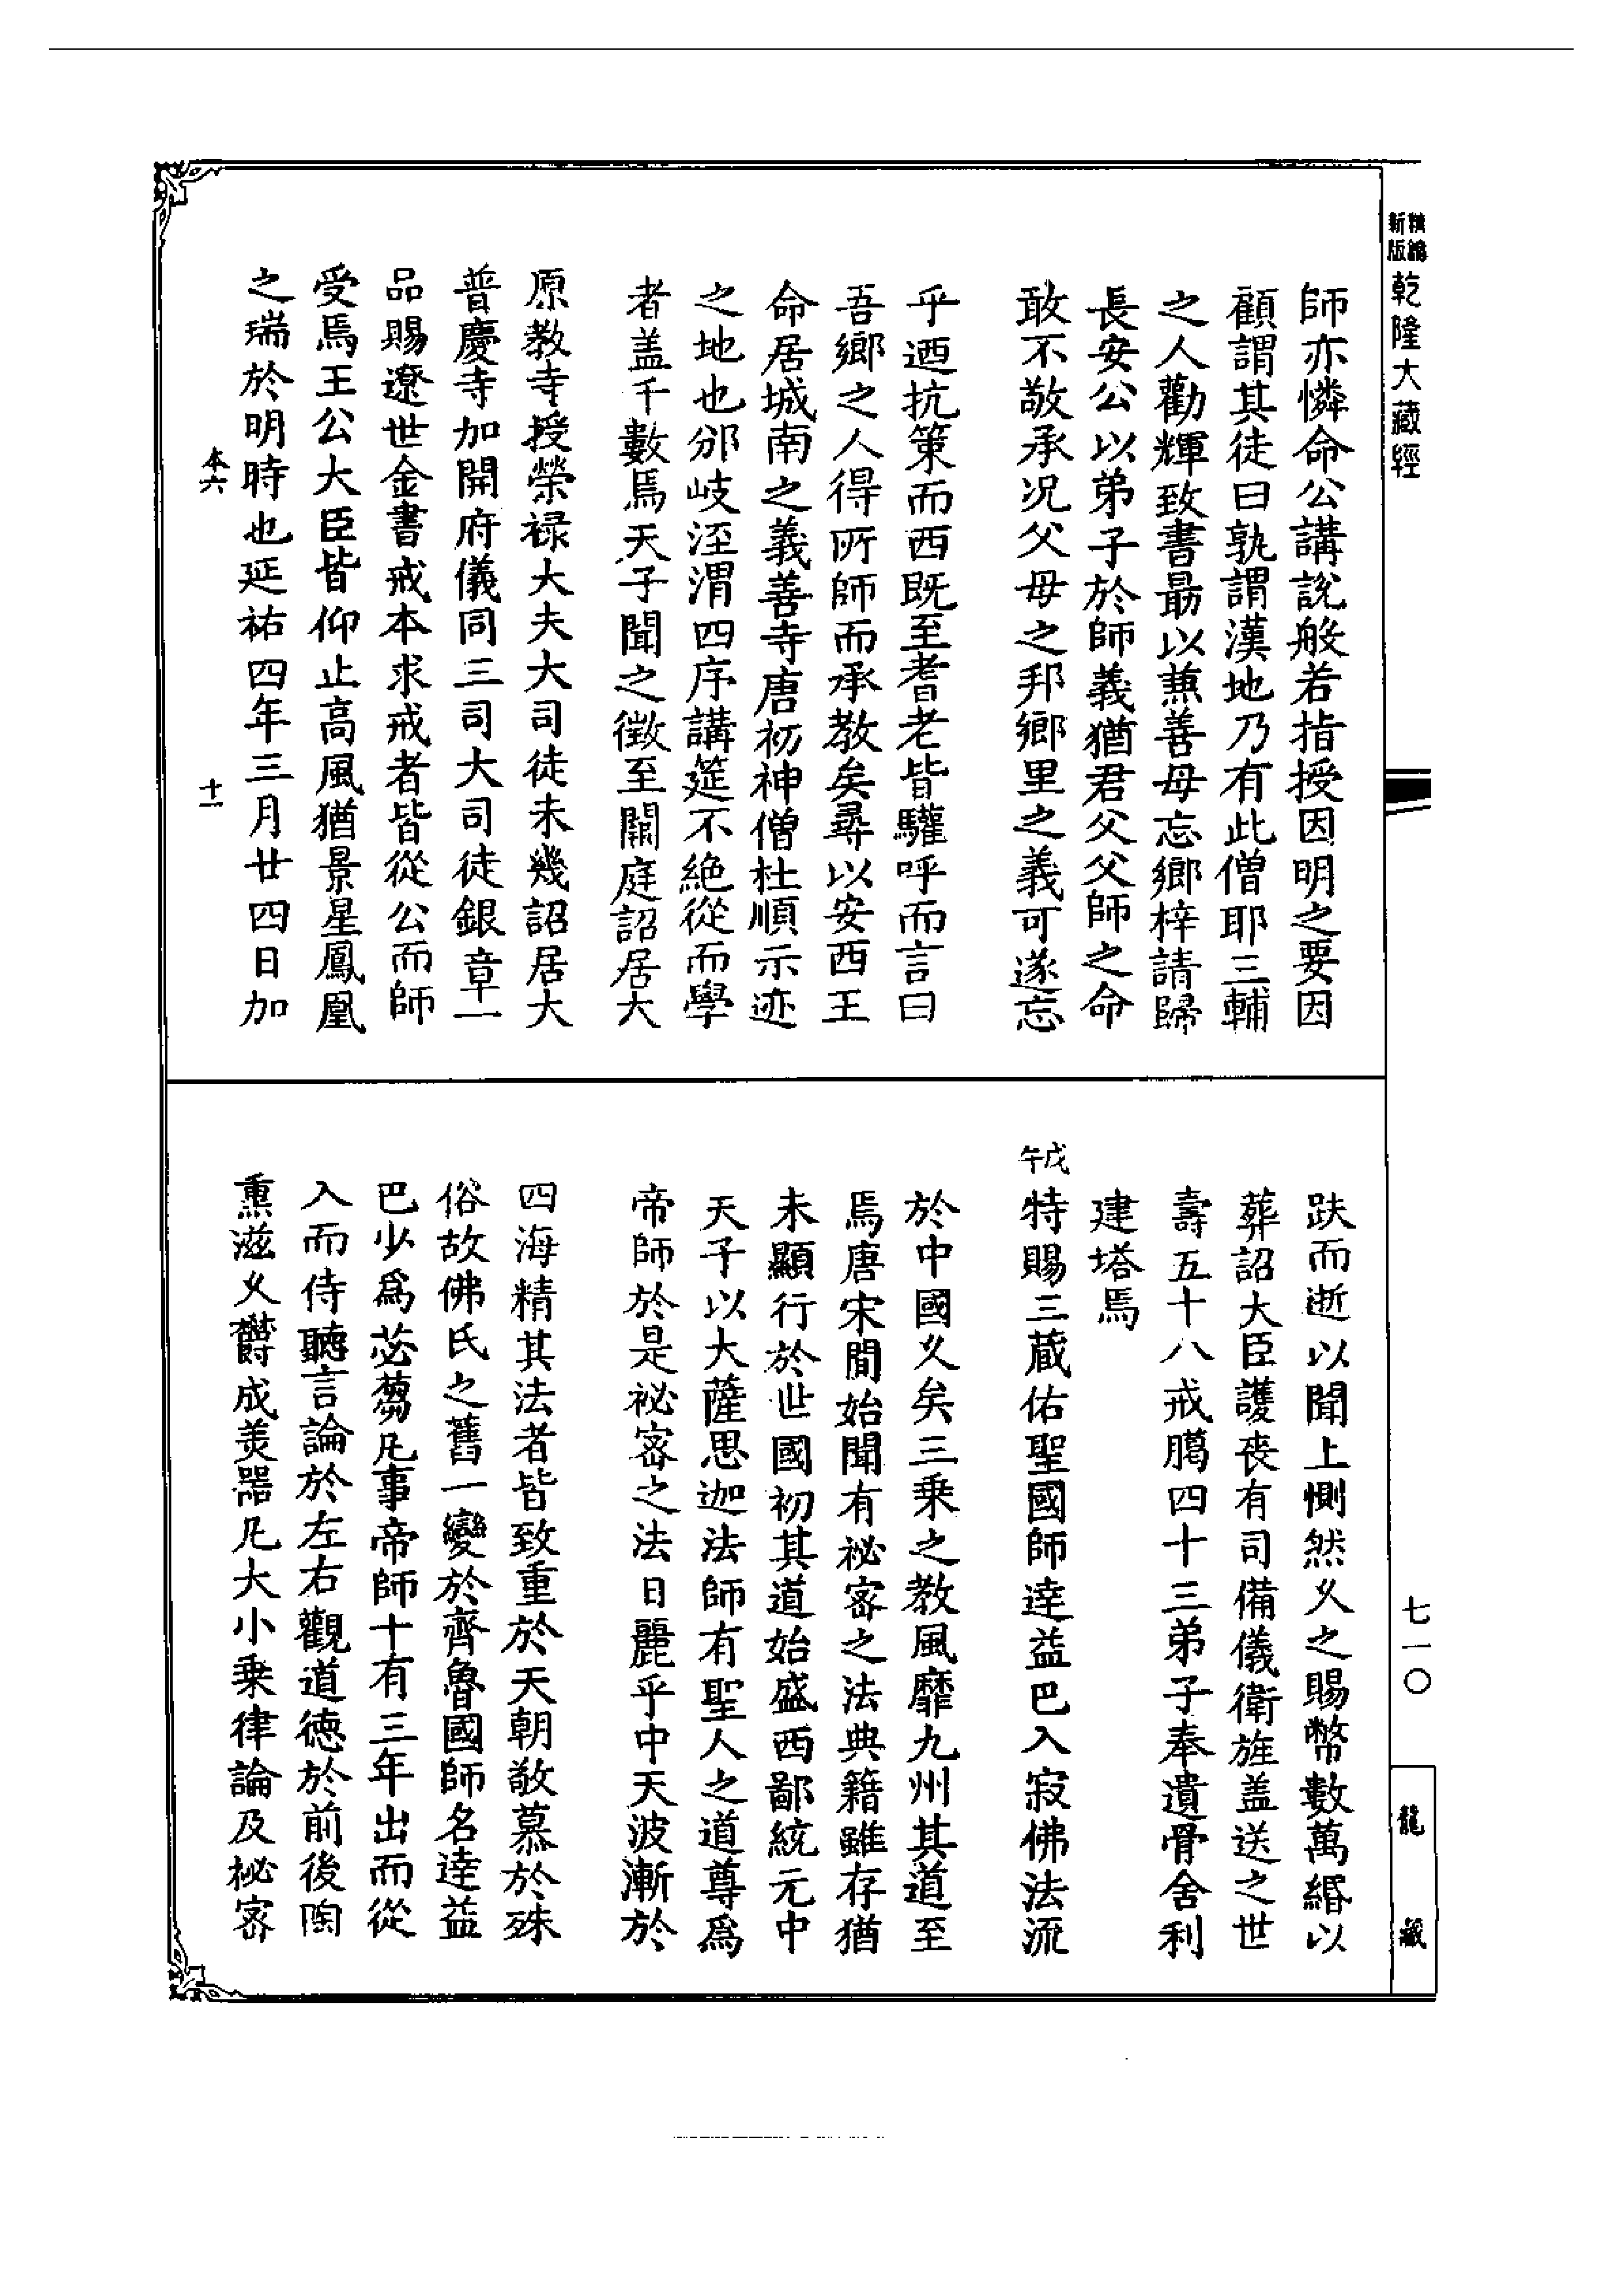 精編新版 乾隆大藏經
師亦憐命公講說般若指授因明之要因
顧謂其徒曰孰謂漢地乃有此僧耶三輔
之人勸輝致書最以蕉善母忘鄉梓請歸
長安公以弟子於師義猶君父父師之命
敢不敬承况父母之邦鄉里之義可遂忘
乎迺抗策而西既至耆老皆驩呼而言曰
吾鄉之人得所師而承教矣尋以安西王
命居城南之義善寺唐初神僧杜順示迹
之地也邠岐涇渭四序講筵不絕從而學
者盖千數焉天子聞之徵至闕庭詔居大
原教寺授榮禄大夫大司徒未幾詔居大
普慶寺加開府儀同三司大司徒銀章一
品賜遼世金書戒本求戒者皆從公而師
受焉王公大臣皆仰止高風猶景星鳳凰
之瑞於明時也延祐四年三月廿四日加
本六 十一
趺而逝以聞上惻然乆之賜幣數萬緡以
葬詔大臣護丧有司備儀衛旌盖送之世
壽五十八戒臈四十三弟子奉遺骨舍利
建塔焉
戊午
特賜三藏佑聖國師逹益巴入寂佛法流
於中國乆矣三乗之教風靡九州其道至
焉唐宋間始聞有祕宻之法典籍雖存猶
未顯行於世國初其道始盛西鄙統元中
天子以大薩思迦法師有聖人之道尊爲
帝師於是祕宻之法日麗乎中天波漸於
四海精其法者皆致重於天朝敬慕於殊
俗故佛氏之舊一變於齊魯國師名逹益
巴少爲苾蒭凡事帝師十有三年出而從
入而侍聽言論於左右觀道德於前後陶
熏滋乆欝成美器凡大小乗律論及祕宻
七一〇
龍藏